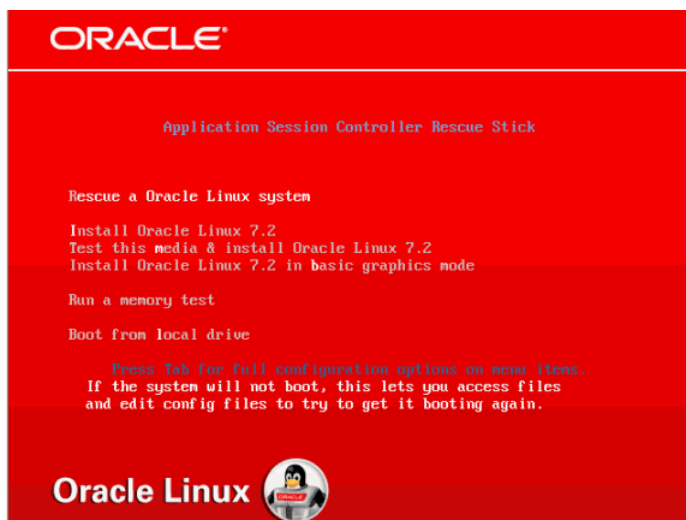 ORACLE®
Application Session Controller Rescue Stick
Rescue a Oracle Linux system
Install Oracle Linux 7.2
Test this media & install Oracle Linux 7.2
Install Oracle Linux 7.2 in basic graphics mode
Run a memory test
Boot from local drive
Press Tab for full configuration options on menu items.
If the system will not boot, this lets you access files
and edit config files to try to get it booting again.
Oracle Linux
ORACLE